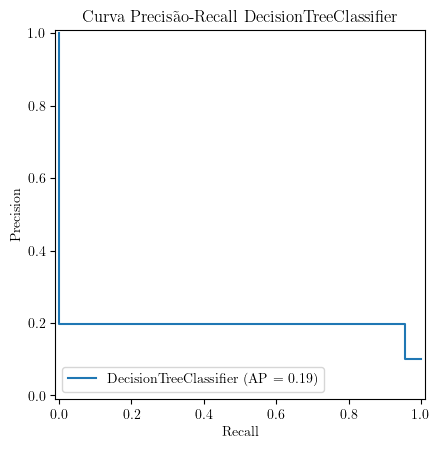 Curva Precisão-Recall DecisionTreeClassifier
1.0
0.8
0.6
0.4
0.2
0.0
Precision
DecisionTreeClassifier (AP = 0.19)
0.0 0.2 0.4 0.6 0.8 1.0
Recall